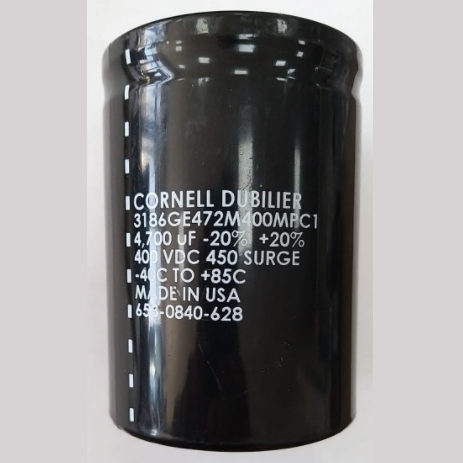 CORNELL DUBILIER
3186GE472M400MPC1
4,700 uF -20% +20%
400 VDC 450 SURGE
-40C TO +85C
MADE IN USA
658-0840-628